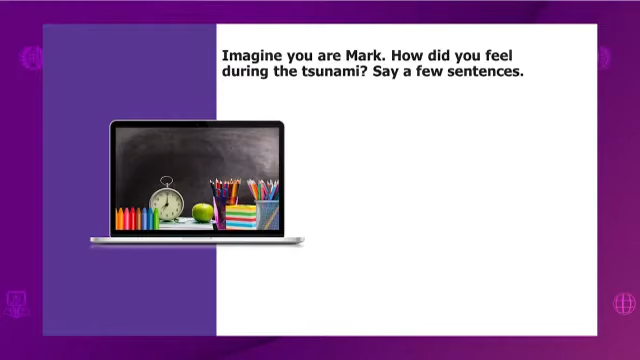 Imagine you are Mark. How did you feel
during the tsunami? Say a few sentences.